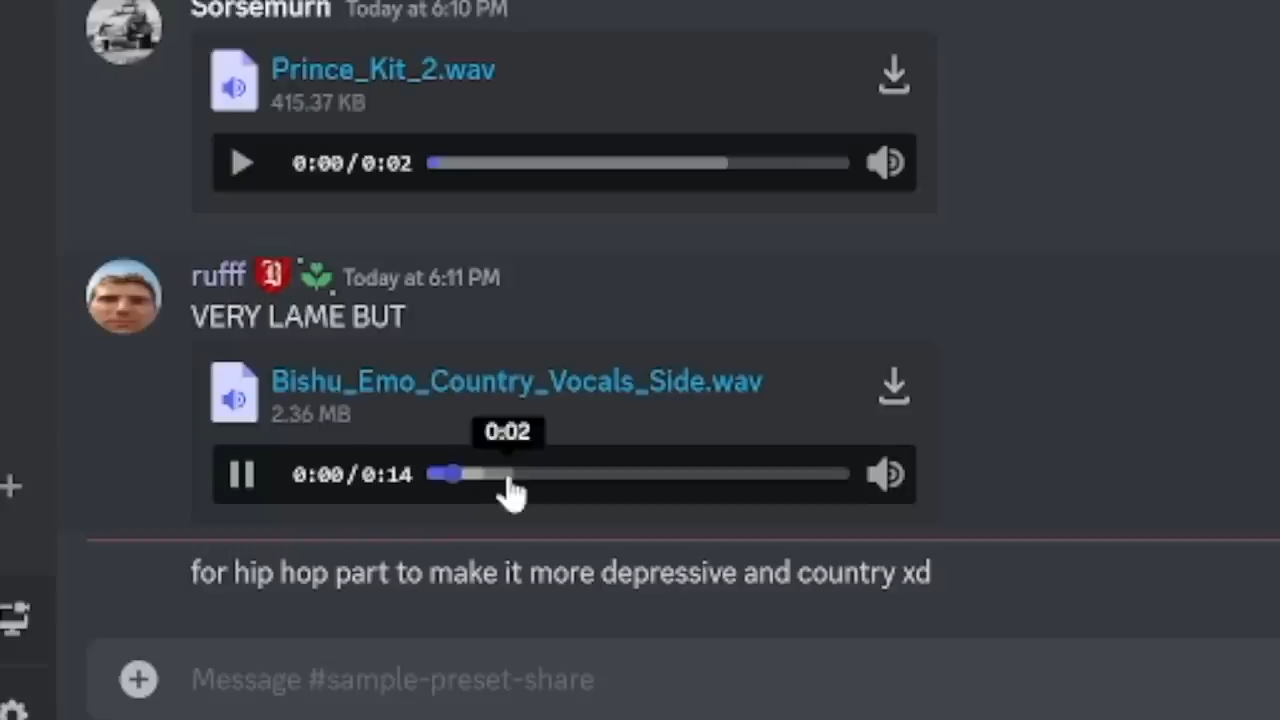 Sorsemurn Today at 6:10 PM
Prince_Kit_2.wav
415.37 KB
0:00/0:02
rufff Today at 6:11 PM
VERY LAME BUT
Bishu_Emo_Country_Vocals_Side.wav
2.36 MB
0:02
0:00/0:14
for hip hop part to make it more depressive and country xd
Message #sample-preset-share